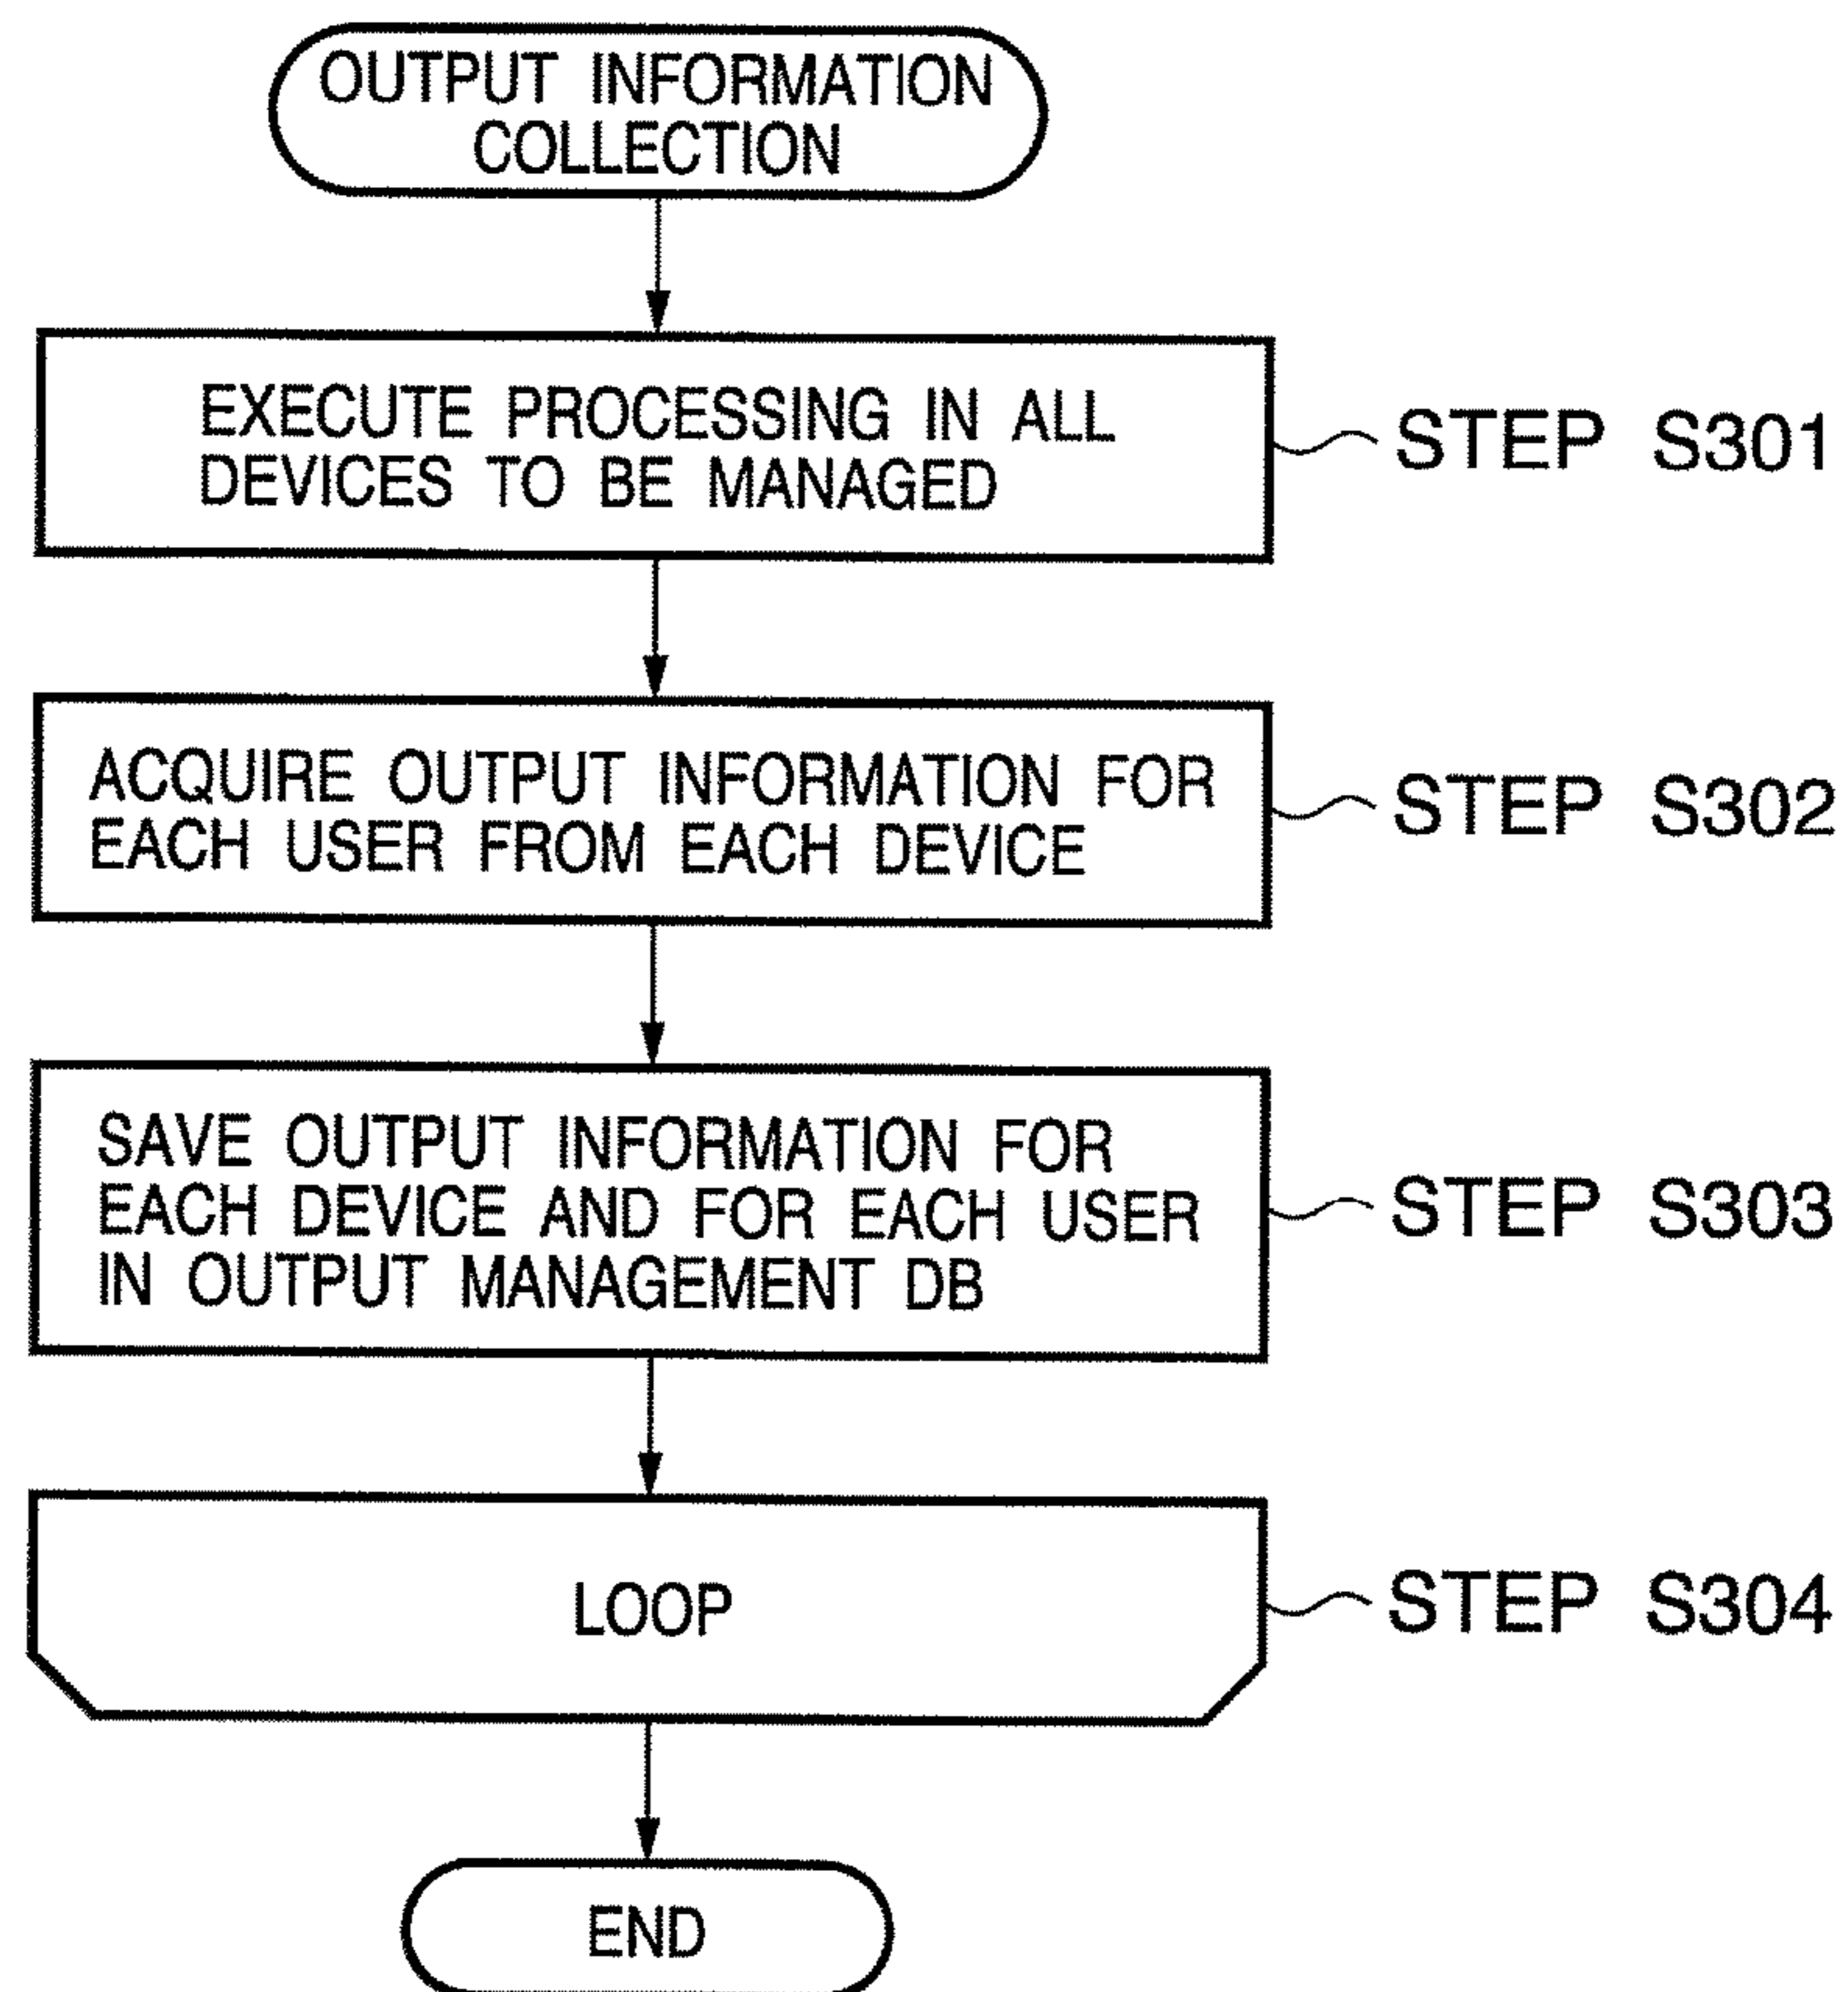 OUTPUT INFORMATION
COLLECTION
EXECUTE PROCESSING IN ALL
DEVICES TO BE MANAGED
STEP S301
ACQUIRE OUTPUT INFORMATION FOR
EACH USER FROM EACH DEVICE
STEP S302
SAVE OUTPUT INFORMATION FOR
EACH DEVICE AND FOR EACH USER
IN OUTPUT MANAGEMENT DB
STEP S303
LOOP
STEP S304
END